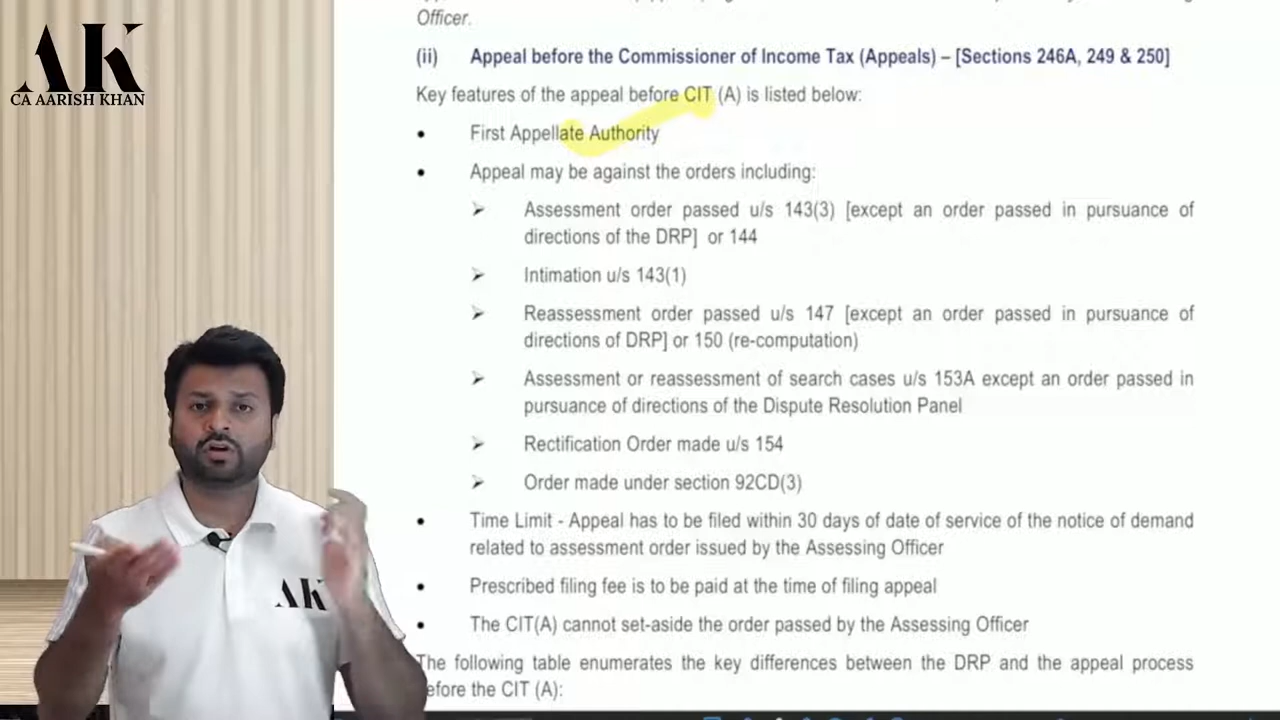 AK
CA AARISH KHAN
Officer.
(ii) Appeal before the Commissioner of Income Tax (Appeals) – [Sections 246A, 249 & 250]
Key features of the appeal before CIT (A) is listed below:
• First Appellate Authority
• Appeal may be against the orders including:
➢ Assessment order passed u/s 143(3) [except an order passed in pursuance of
directions of the DRP] or 144
➢ Intimation u/s 143(1)
➢ Reassessment order passed u/s 147 [except an order passed in pursuance of
directions of DRP] or 150 (re-computation)
➢ Assessment or reassessment of search cases u/s 153A except an order passed in
pursuance of directions of the Dispute Resolution Panel
➢ Rectification Order made u/s 154
➢ Order made under section 92CD(3)
• Time Limit - Appeal has to be filed within 30 days of date of service of the notice of demand
related to assessment order issued by the Assessing Officer
• Prescribed filing fee is to be paid at the time of filing appeal
• The CIT(A) cannot set-aside the order passed by the Assessing Officer
The following table enumerates the key differences between the DRP and the appeal process
before the CIT (A):
AK